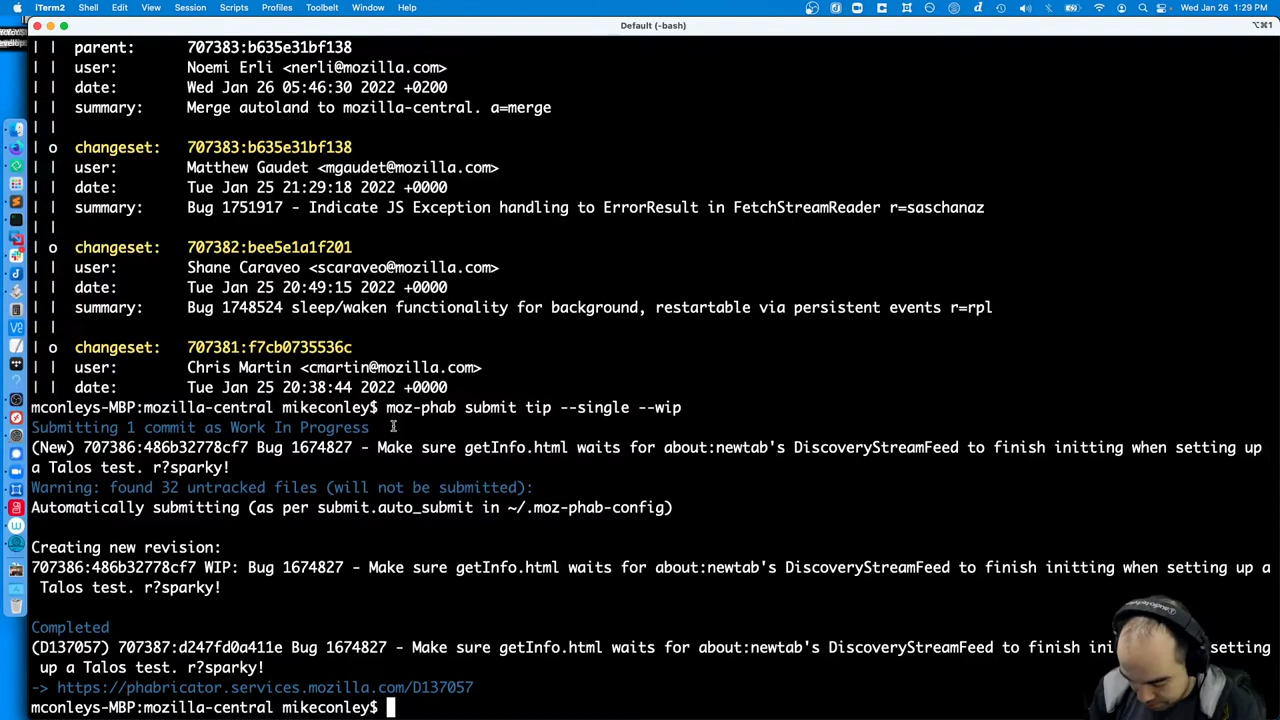 iTerm2 Shell Edit View Session Scripts Profiles Toolbelt Window Help Wed Jan 26 1:29 PM
Default (-bash) ⌥⌘1
| | parent: 707383:b635e31bf138
| | user: Noemi Erli <nerli@mozilla.com>
| | date: Wed Jan 26 05:46:30 2022 +0200
| | summary: Merge autoland to mozilla-central. a=merge
| |
| o changeset: 707383:b635e31bf138
| | user: Matthew Gaudet <mgaudet@mozilla.com>
| | date: Tue Jan 25 21:29:18 2022 +0000
| | summary: Bug 1751917 - Indicate JS Exception handling to ErrorResult in FetchStreamReader r=saschanaz
| |
| o changeset: 707382:bee5e1a1f201
| | user: Shane Caraveo <scaraveo@mozilla.com>
| | date: Tue Jan 25 20:49:15 2022 +0000
| | summary: Bug 1748524 sleep/waken functionality for background, restartable via persistent events r=rpl
| |
| o changeset: 707381:f7cb0735536c
| | user: Chris Martin <cmartin@mozilla.com>
| | date: Tue Jan 25 20:38:44 2022 +0000
mconleys-MBP:mozilla-central mikeconley$ moz-phab submit tip --single --wip
Submitting 1 commit as Work In Progress
(New) 707386:486b32778cf7 Bug 1674827 - Make sure getInfo.html waits for about:newtab's DiscoveryStreamFeed to finish initting when setting up
a Talos test. r?sparky!
Warning: found 32 untracked files (will not be submitted):
Automatically submitting (as per submit.auto_submit in ~/.moz-phab-config)
Creating new revision:
707386:486b32778cf7 WIP: Bug 1674827 - Make sure getInfo.html waits for about:newtab's DiscoveryStreamFeed to finish initting when setting up a
Talos test. r?sparky!
Completed
(D137057) 707387:d247fd0a411e Bug 1674827 - Make sure getInfo.html waits for about:newtab's DiscoveryStreamFeed to finish ini setting
up a Talos test. r?sparky!
-> https://phabricator.services.mozilla.com/D137057
mconleys-MBP:mozilla-central mikeconley$